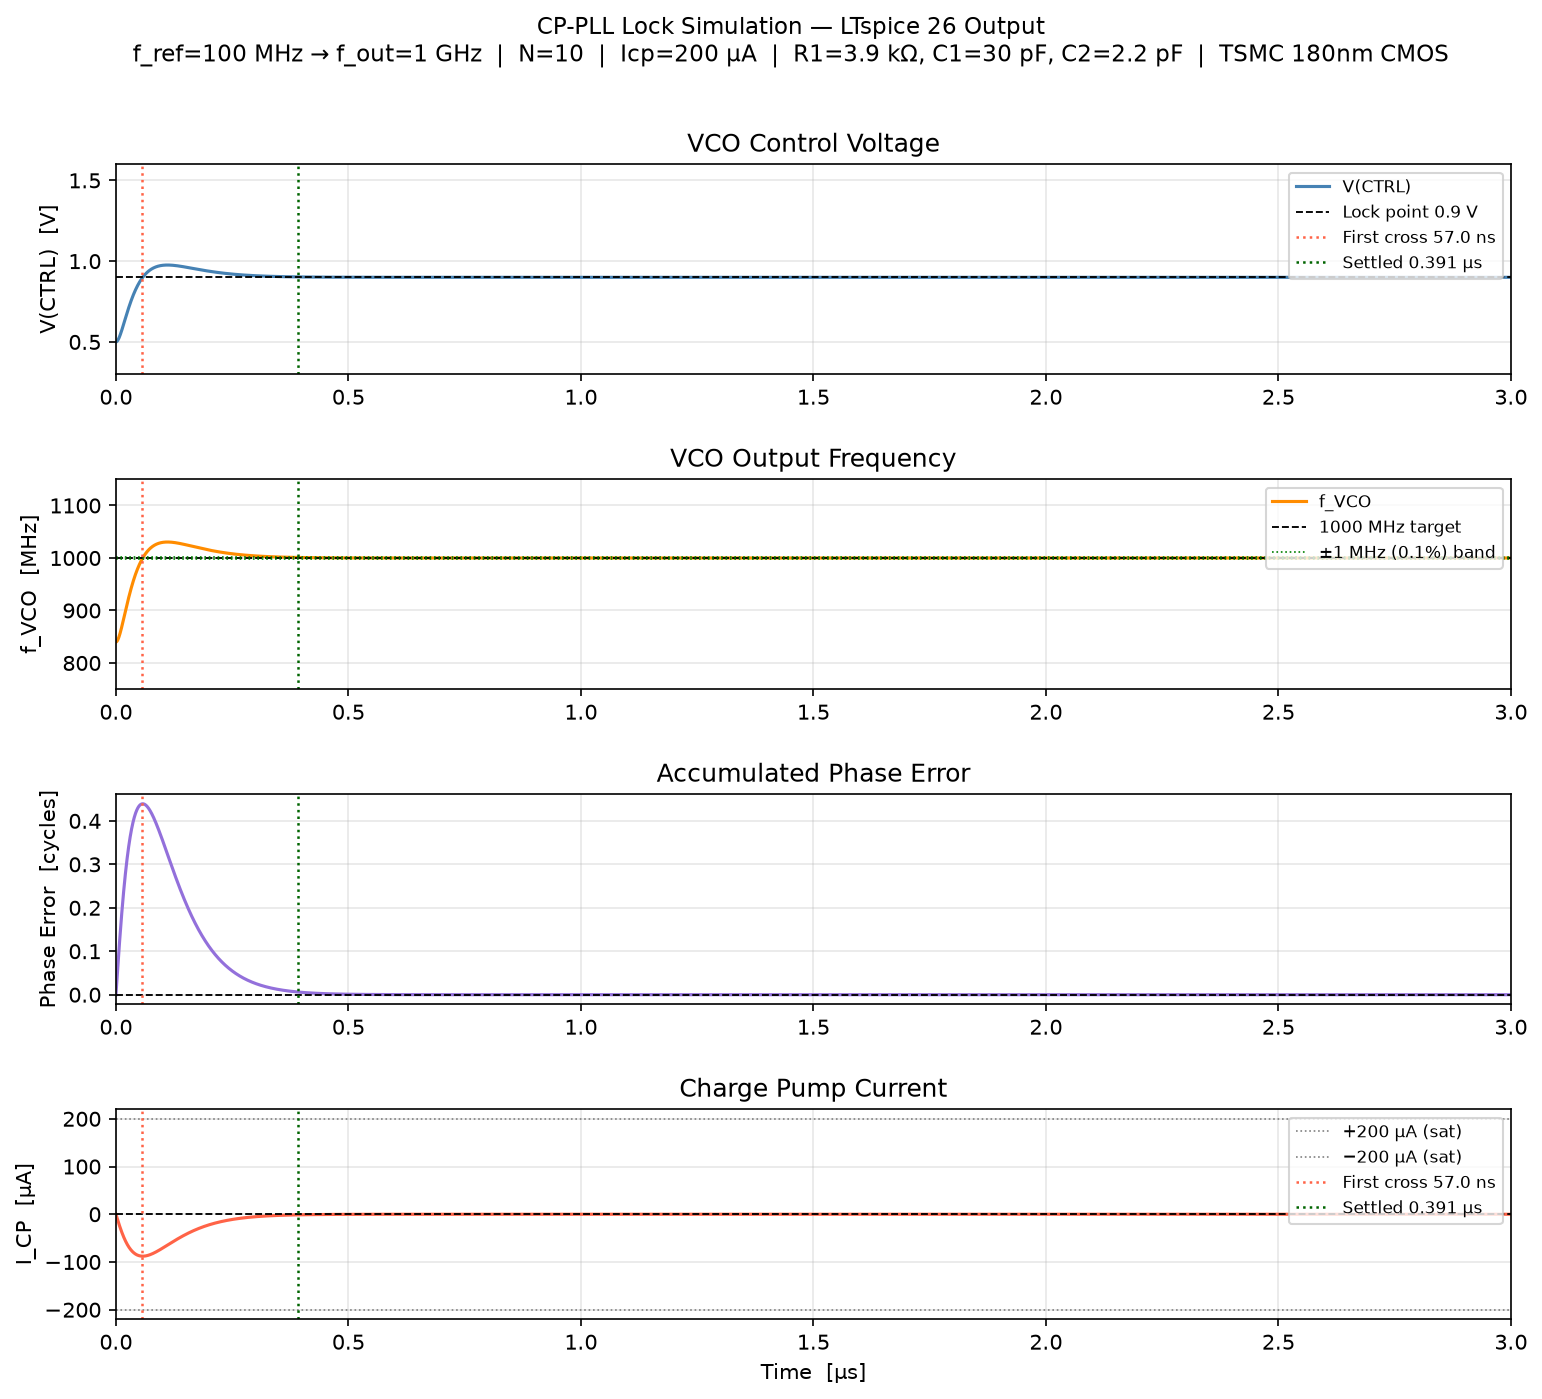 CP-PLL Lock Simulation — LTspice 26 Output
f_ref=100 MHz → f_out=1 GHz | N=10 | Icp=200 µA | R1=3.9 kΩ, C1=30 pF, C2=2.2 pF | TSMC 180nm CMOS
VCO Control Voltage
V(CTRL) [V]
1.5
1.0
0.5
V(CTRL)
Lock point 0.9 V
First cross 57.0 ns
Settled 0.391 µs
0.0 0.5 1.0 1.5 2.0 2.5 3.0
VCO Output Frequency
f_VCO [MHz]
1100
1000
900
800
f_VCO
1000 MHz target
±1 MHz (0.1%) band
0.0 0.5 1.0 1.5 2.0 2.5 3.0
Accumulated Phase Error
Phase Error [cycles]
0.4
0.3
0.2
0.1
0.0
0.0 0.5 1.0 1.5 2.0 2.5 3.0
Charge Pump Current
I_CP [µA]
200
100
0
−100
−200
+200 µA (sat)
−200 µA (sat)
First cross 57.0 ns
Settled 0.391 µs
0.0 0.5 1.0 1.5 2.0 2.5 3.0
Time [µs]